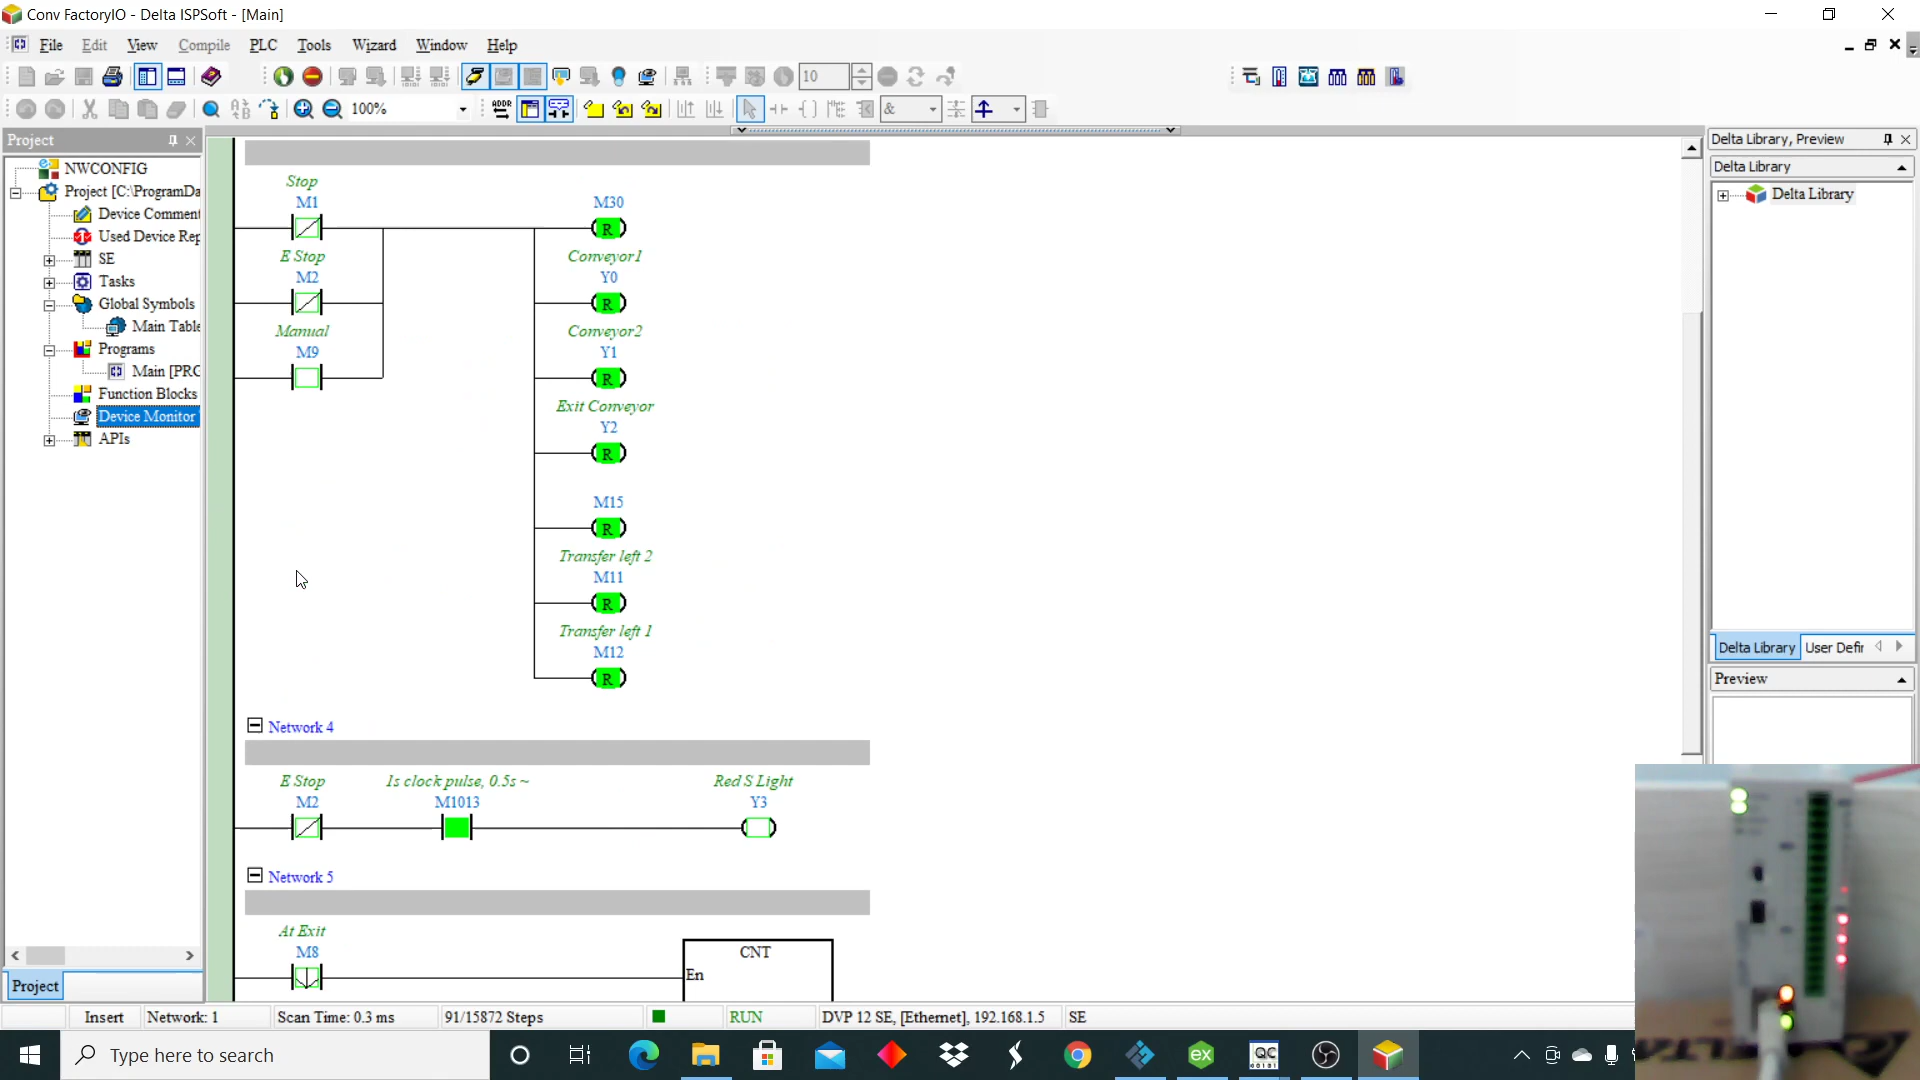 Conv FactoryIO - Delta ISPSoft - [Main]
File Edit View Compile PLC Tools Wizard Window Help
10
100% ADDR &
Project
NWCONFIG
Project [C:\ProgramDa
Device Comment
Used Device Rep
SE
Tasks
Global Symbols
Main Table
Programs
Main [PRG
Function Blocks
Device Monitor
APIs
Project
Stop
M1
E Stop
M2
Manual
M9
M30
R
Conveyor1
Y0
R
Conveyor2
Y1
R
Exit Conveyor
Y2
R
M15
R
Transfer left 2
M11
R
Transfer left 1
M12
R
Network 4
E Stop 1s clock pulse, 0.5s ~ Red S Light
M2 M1013 Y3
Network 5
At Exit
M8
CNT
En
Delta Library, Preview
Delta Library
Delta Library
Delta Library User Defir
Preview
Insert Network: 1 Scan Time: 0.3 ms 91/15872 Steps RUN DVP 12 SE, [Ethernet], 192.168.1.5 SE
Type here to search
ex
QC